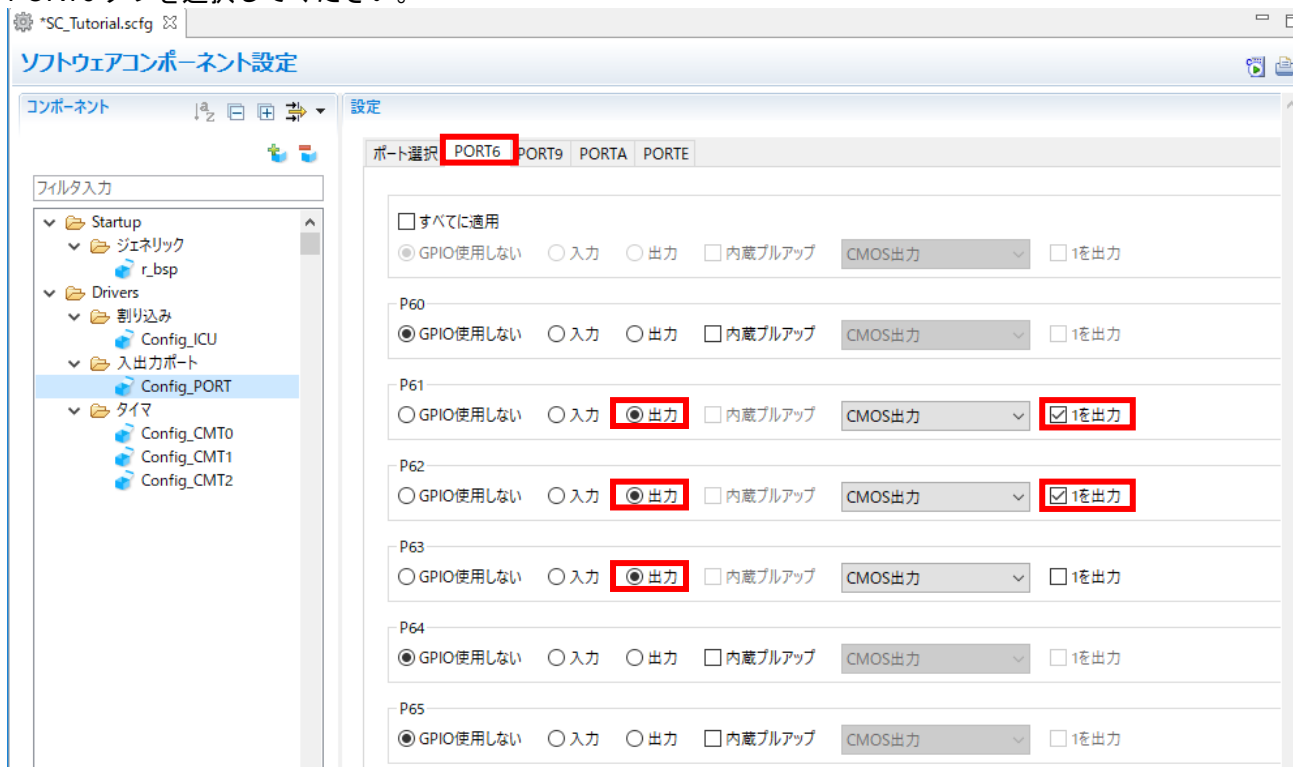 *SC_Tutorial.scfg
ソフトウェアコンポーネント設定
コンポーネント
設定
フィルタ入力
Startup
ジェネリック
r_bsp
Drivers
割り込み
Config_ICU
入出力ポート
Config_PORT
タイマ
Config_CMT0
Config_CMT1
Config_CMT2
ポート選択 PORT6 PORT9 PORTA PORTE
すべてに適用
GPIO使用しない 入力 出力 内蔵プルアップ CMOS出力 1を出力
P60
GPIO使用しない 入力 出力 内蔵プルアップ CMOS出力 1を出力
P61
GPIO使用しない 入力 出力 内蔵プルアップ CMOS出力 1を出力
P62
GPIO使用しない 入力 出力 内蔵プルアップ CMOS出力 1を出力
P63
GPIO使用しない 入力 出力 内蔵プルアップ CMOS出力 1を出力
P64
GPIO使用しない 入力 出力 内蔵プルアップ CMOS出力 1を出力
P65
GPIO使用しない 入力 出力 内蔵プルアップ CMOS出力 1を出力